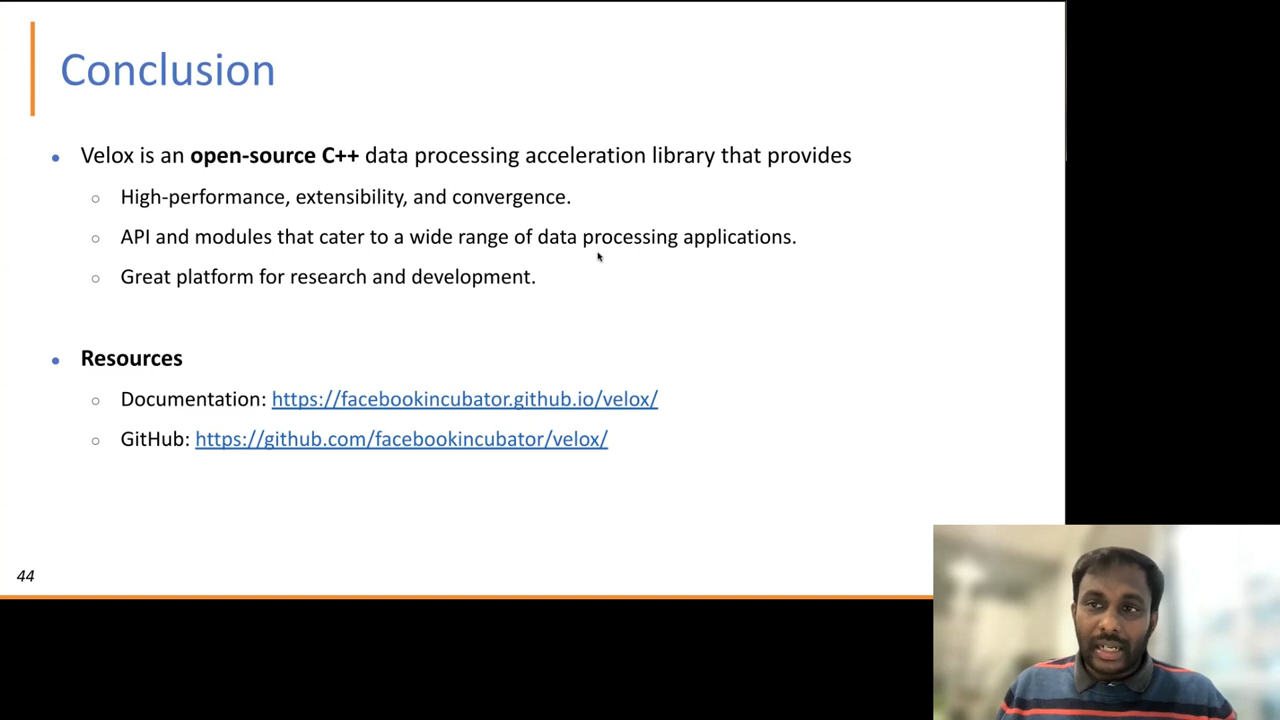 Conclusion
● Velox is an open-source C++ data processing acceleration library that provides
○ High-performance, extensibility, and convergence.
○ API and modules that cater to a wide range of data processing applications.
○ Great platform for research and development.
● Resources
○ Documentation: https://facebookincubator.github.io/velox/
○ GitHub: https://github.com/facebookincubator/velox/
44